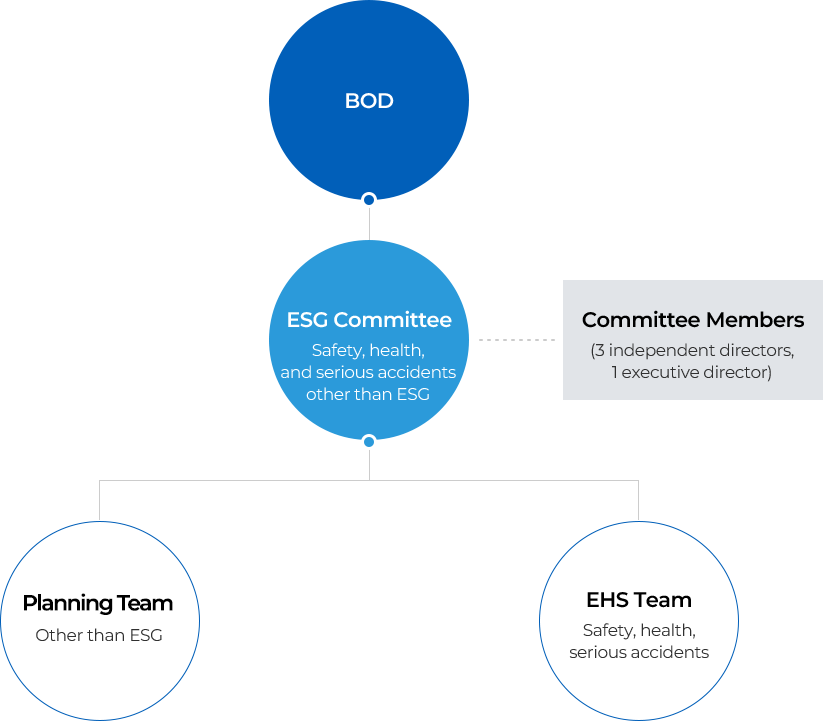 BOD
ESG Committee
Safety, health,
and serious accidents
other than ESG
Committee Members
(3 independent directors,
1 executive director)
Planning Team
Other than ESG
EHS Team
Safety, health,
serious accidents